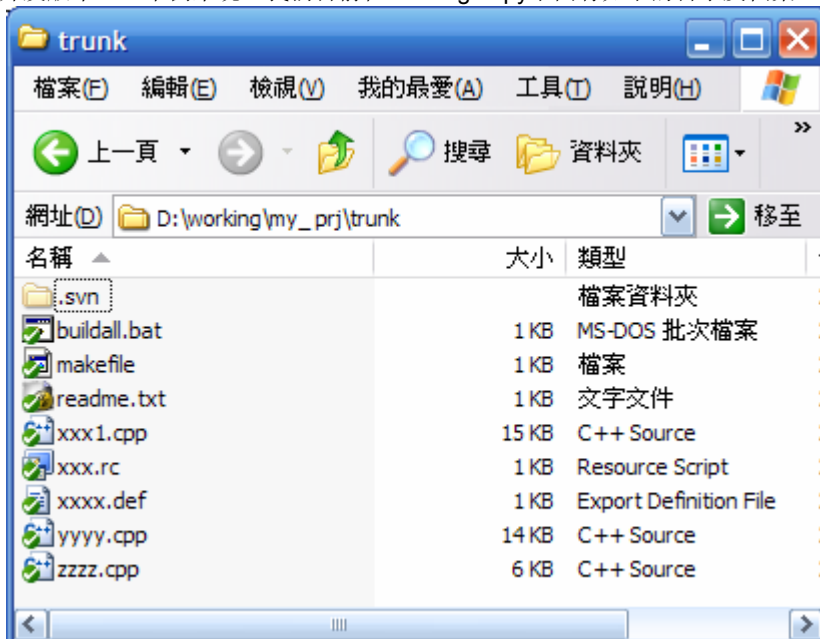 trunk
檔案(F) 編輯(E) 檢視(V) 我的最愛(A) 工具(T) 說明(H)
上一頁 搜尋 資料夾 »
網址(D) D:\working\my_prj\trunk 移至
名稱 大小 類型
.svn 檔案資料夾
buildall.bat 1 KB MS-DOS 批次檔案
makefile 1 KB 檔案
readme.txt 1 KB 文字文件
xxx1.cpp 15 KB C++ Source
xxx.rc 1 KB Resource Script
xxxx.def 1 KB Export Definition File
yyyy.cpp 14 KB C++ Source
zzzz.cpp 6 KB C++ Source